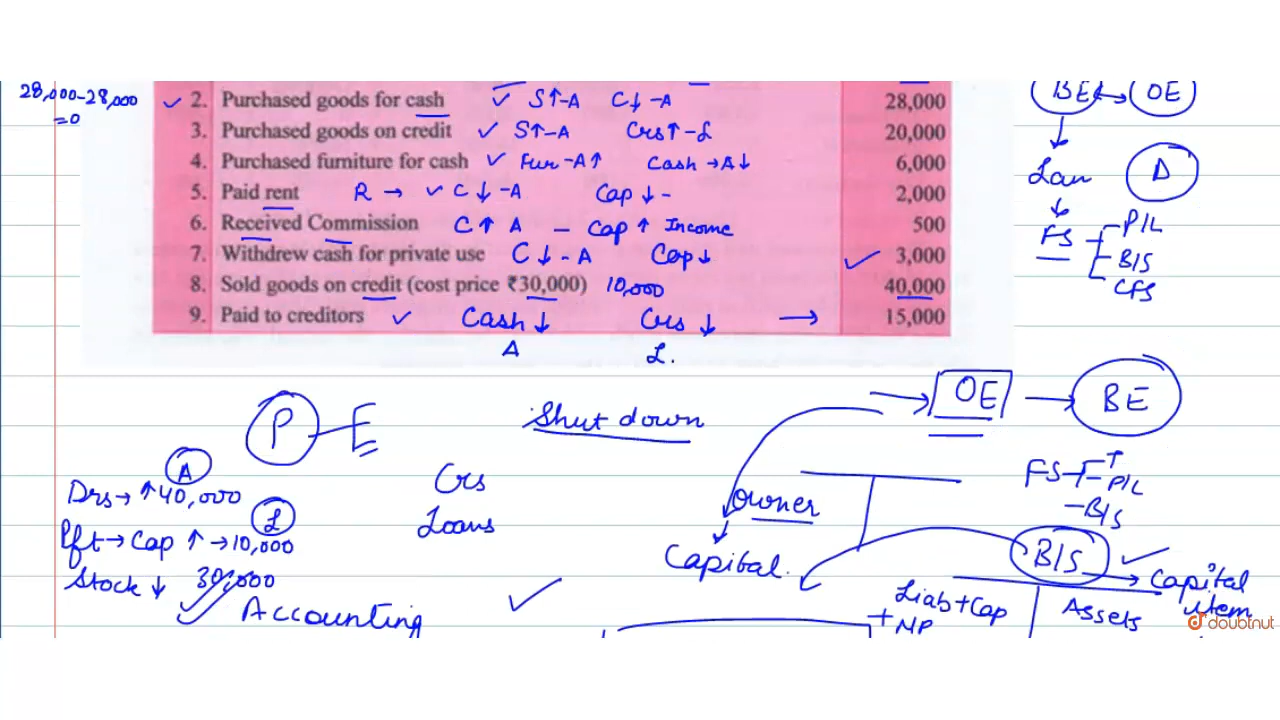 28,000-28,000
=0
✓ 2. Purchased goods for cash ✓ S↑-A C↓-A 28,000
3. Purchased goods on credit ✓ S↑-A Crs↑-L 20,000
4. Purchased furniture for cash ✓ Fur-A↑ Cash→A↓ 6,000
5. Paid rent R → ✓ C↓-A Cap↓- 2,000
6. Received Commission C↑ A - Cap↑ Income 500
7. Withdrew cash for private use C↓-A Cap↓ ✓ 3,000
8. Sold goods on credit (cost price ₹30,000) 10,000 40,000
9. Paid to creditors ✓ Cash↓ Crs↓ → 15,000
A L.
BE ↔ OE
↓
Lan D
↓
FS P/L
B/S
CFS
P-E Shut down → OE → BE
A
Drs→ ↑40,000 Crs
L
Pft→ Cap ↑ →10,000 Loans
Stock ↓ 30,000
Owner
Capital.
FS P/L
-B/S
B/S ✓
→ Capital
item
Liab+Cap Assets
+NP
✓ Accounting ✓
doubtnut